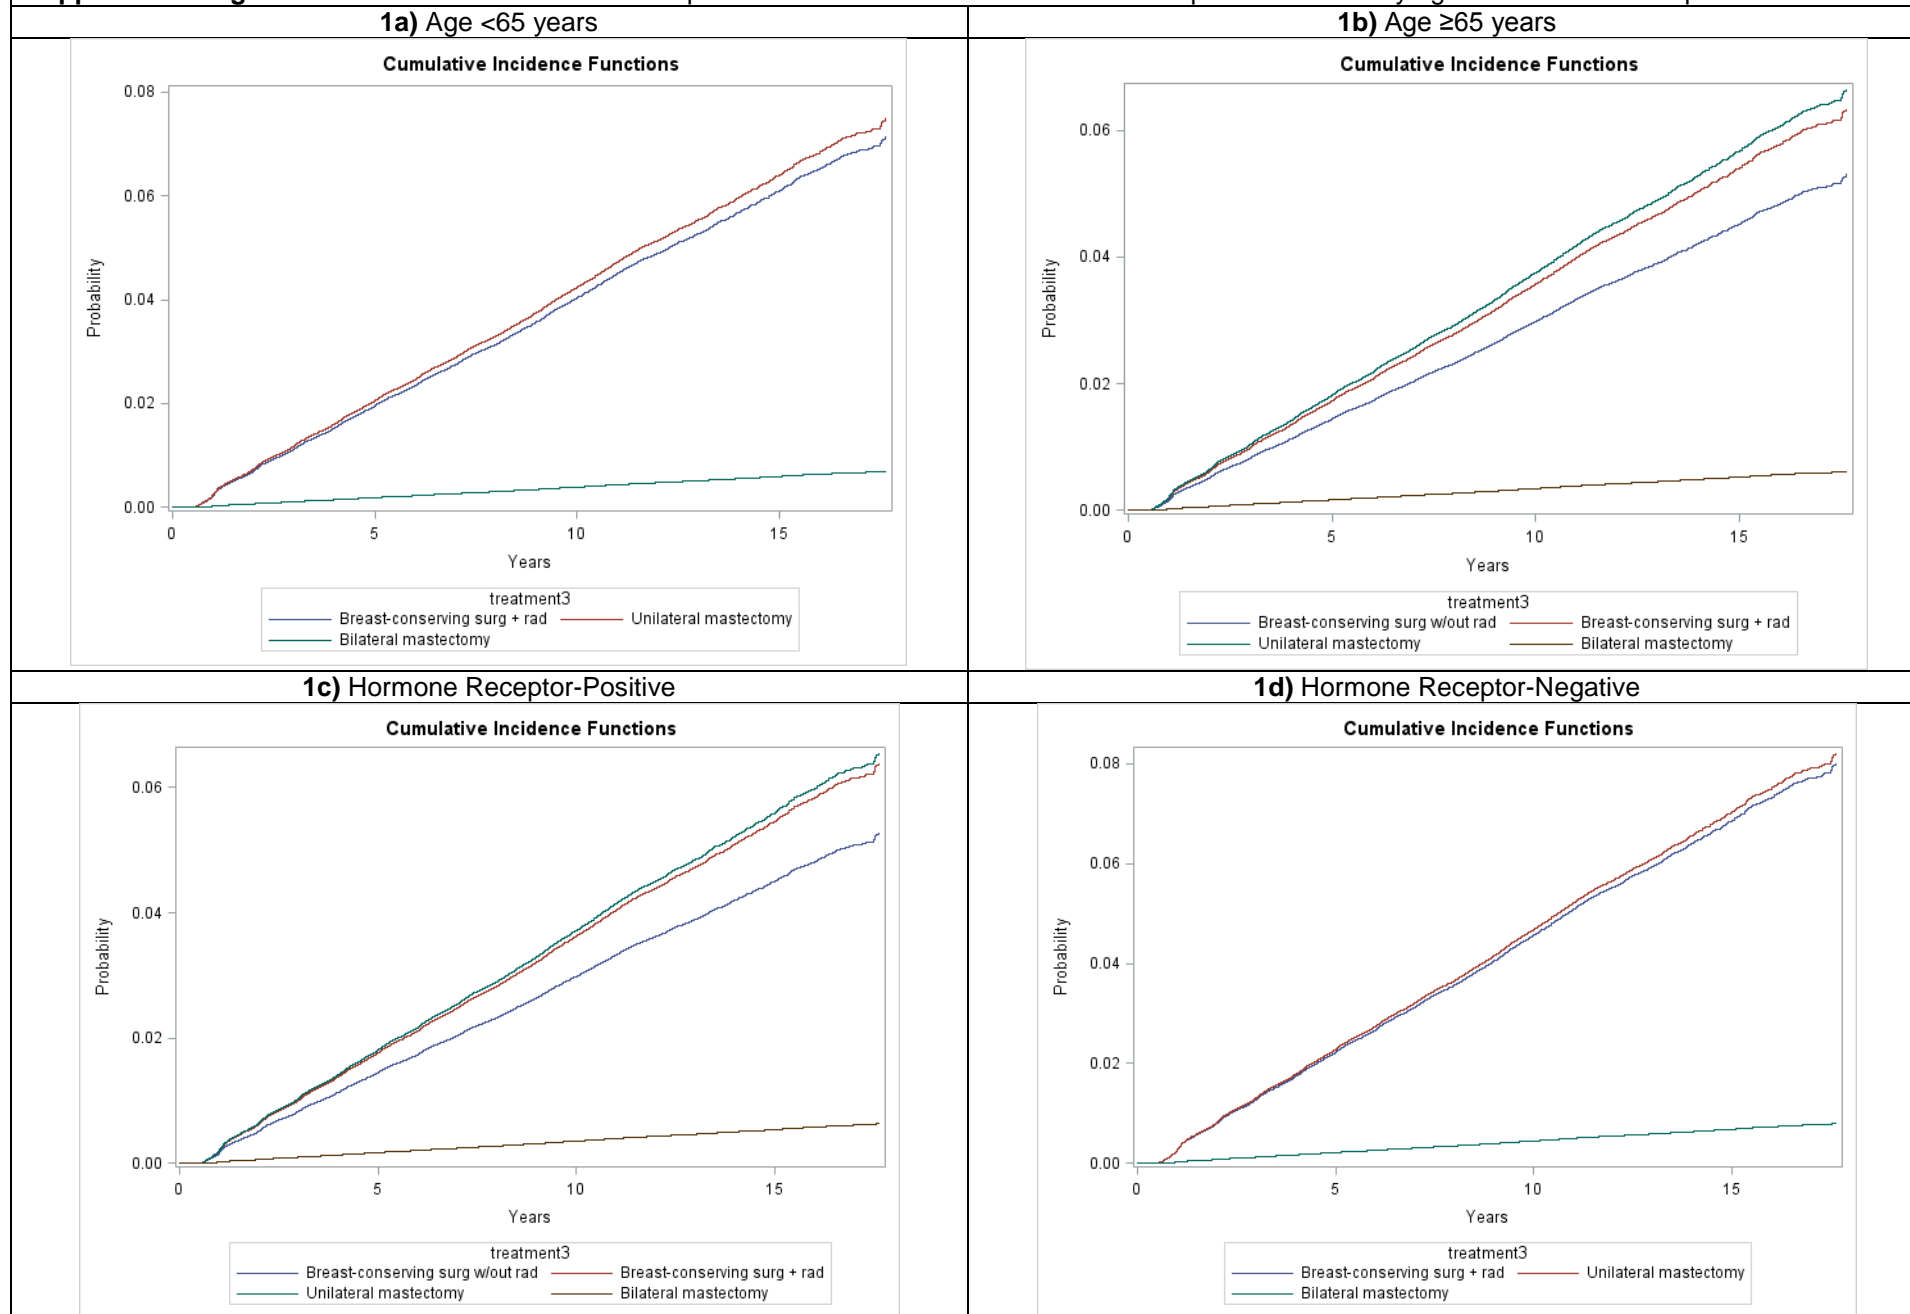 1a) Age <65 years
1b) Age ≥65 years
Cumulative Incidence Functions
0.08
0.06
0.04
0.02
0.00
Probability
0
5
10
15
Years
treatment3
Breast-conserving surg + rad
Unilateral mastectomy
Bilateral mastectomy
Cumulative Incidence Functions
0.06
0.04
0.02
0.00
Probability
0
5
10
15
Years
treatment3
Breast-conserving surg w/out rad
Breast-conserving surg + rad
Unilateral mastectomy
Bilateral mastectomy
1c) Hormone Receptor-Positive
1d) Hormone Receptor-Negative
Cumulative Incidence Functions
0.06
0.04
0.02
0.00
Probability
0
5
10
15
Years
treatment3
Breast-conserving surg w/out rad
Breast-conserving surg + rad
Unilateral mastectomy
Bilateral mastectomy
Cumulative Incidence Functions
0.08
0.06
0.04
0.02
0.00
Probability
0
5
10
15
Years
treatment3
Breast-conserving surg + rad
Unilateral mastectomy
Bilateral mastectomy